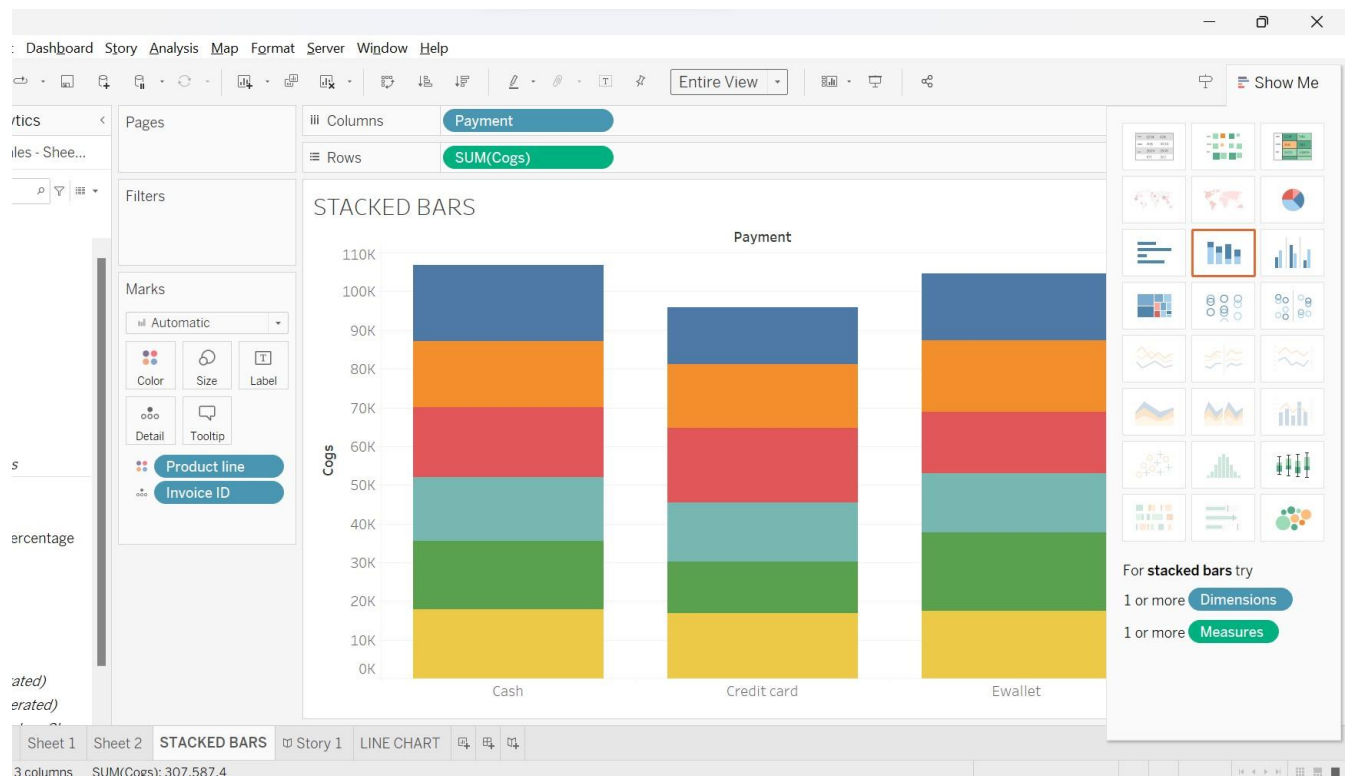 Dashboard Story Analysis Map Format Server Window Help
Entire View
Show Me
ytics
Pages
iii Columns
Payment
les - Shee...
Rows
SUM(Cogs)
Filters
STACKED BARS
Payment
110K
100K
90K
80K
70K
60K
50K
40K
30K
20K
10K
0K
Cogs
Cash
Credit card
Ewallet
Marks
Automatic
Color
Size
Label
Detail
Tooltip
Product line
Invoice ID
s
ercentage
rated)
erated)
For stacked bars try
1 or more Dimensions
1 or more Measures
Sheet 1
Sheet 2
STACKED BARS
Story 1
LINE CHART
3 columns
SUM(Cogs): 307,587.4